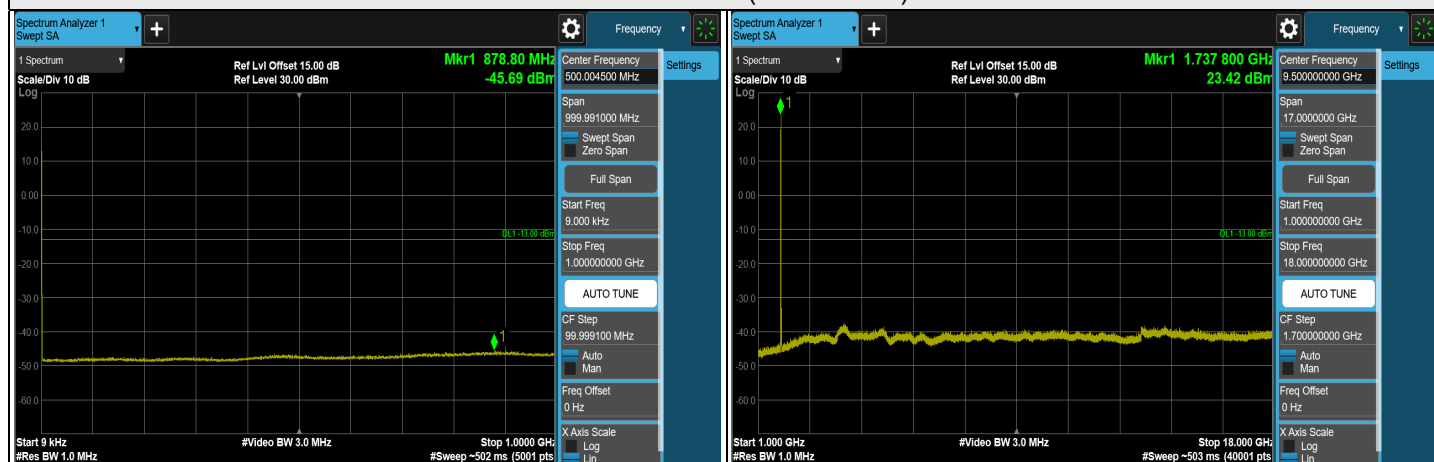 Spectrum Analyzer 1
Swept SA
Frequency
1 Spectrum
Scale/Div 10 dB
Log
Ref Lvl Offset 15.00 dB
Ref Level 30.00 dBm
Mkr1 878.80 MHz
-45.69 dBm
1
20.0
10.0
0.00
-10.0
-20.0
-30.0
-40.0
-50.0
-60.0
DL1 -13.00 dBm
Start 9 kHz
#Res BW 1.0 MHz
#Video BW 3.0 MHz
Stop 1.0000 GHz
#Sweep ~502 ms (5001 pts
Center Frequency
500.004500 MHz
Span
999.991000 MHz
Swept Span
Zero Span
Full Span
Start Freq
9.000 kHz
Stop Freq
1.000000000 GHz
AUTO TUNE
CF Step
99.999100 MHz
Auto
Man
Freq Offset
0 Hz
X Axis Scale
Log
Lin
Settings
Spectrum Analyzer 1
Swept SA
Frequency
1 Spectrum
Scale/Div 10 dB
Log
Ref Lvl Offset 15.00 dB
Ref Level 30.00 dBm
Mkr1 1.737 800 GHz
23.42 dBm
1
20.0
10.0
0.00
-10.0
-20.0
-30.0
-40.0
-50.0
-60.0
DL1 -13.00 dBm
Start 1.000 GHz
#Res BW 1.0 MHz
#Video BW 3.0 MHz
Stop 18.000 GHz
#Sweep ~503 ms (40001 pts
Center Frequency
9.500000000 GHz
Span
17.0000000 GHz
Swept Span
Zero Span
Full Span
Start Freq
1.000000000 GHz
Stop Freq
18.000000000 GHz
AUTO TUNE
CF Step
1.700000000 GHz
Auto
Man
Freq Offset
0 Hz
X Axis Scale
Log
Lin
Settings